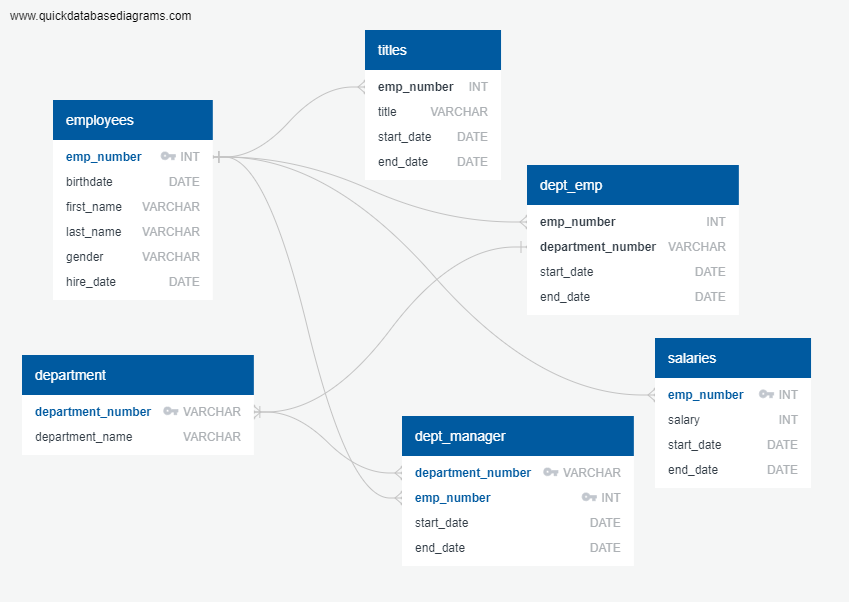 www.quickdatabasediagrams.com
titles
emp_number INT
title VARCHAR
start_date DATE
end_date DATE
employees
emp_number INT
birthdate DATE
first_name VARCHAR
last_name VARCHAR
gender VARCHAR
hire_date DATE
dept_emp
emp_number INT
department_number VARCHAR
start_date DATE
end_date DATE
salaries
emp_number INT
salary INT
start_date DATE
end_date DATE
department
department_number VARCHAR
department_name VARCHAR
dept_manager
department_number VARCHAR
emp_number INT
start_date DATE
end_date DATE